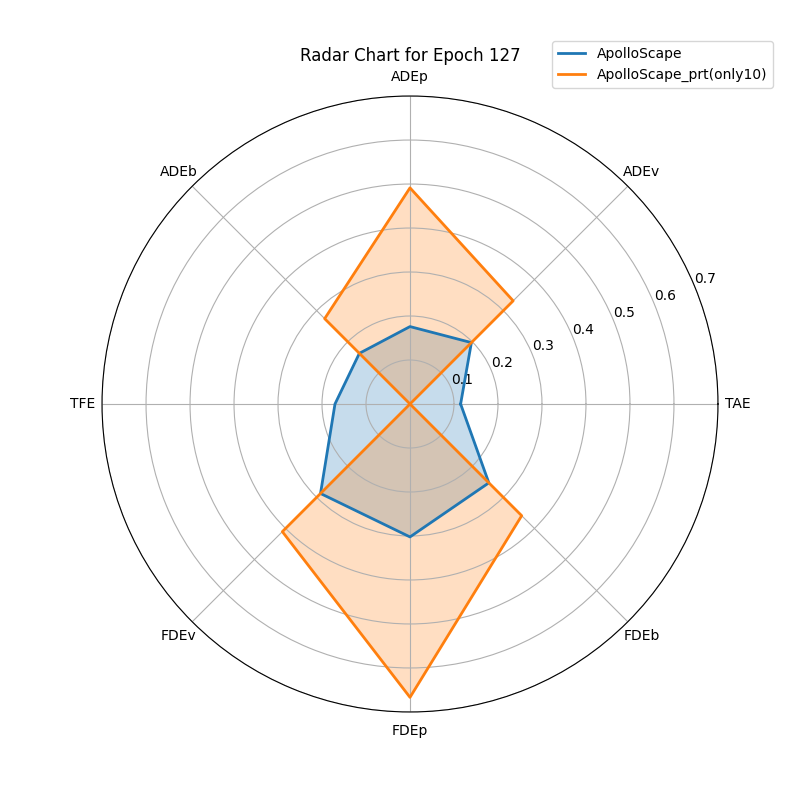 Radar Chart for Epoch 127
ApolloScape
ApolloScape_prt(only10)
ADEp
ADEb
ADEv
0.7
0.6
0.5
0.4
0.3
0.2
0.1
TFE
TAE
FDEv
FDEb
FDEp